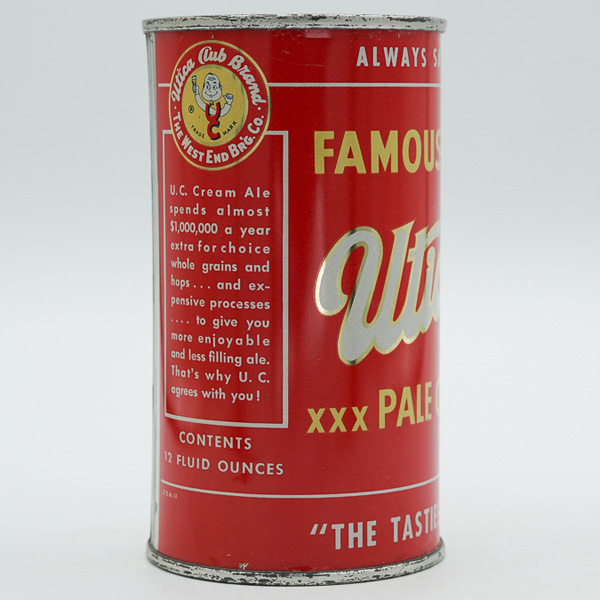 Utica Club Brand
UC
TRADE MARK
THE WEST END BR'G. CO.
U.C. Cream Ale
spends almost
$1,000,000 a year
extra for choice
whole grains and
hops . . . and ex-
pensive processes
. . . . to give you
more enjoyable
and less filling ale.
That's why U. C.
agrees with you!
CONTENTS
12 FLUID OUNCES
ALWAYS
FAMOUS
Uti
XXX PALE
"THE TASTIE